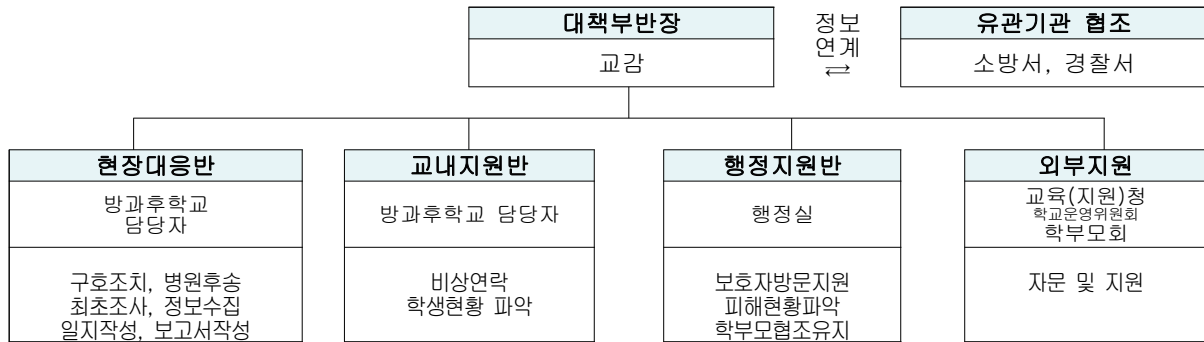 대책부반장
교감
정보
연계
⇄
유관기관 협조
소방서, 경찰서
현장대응반
방과후학교
담당자
구호조치, 병원후송
최초조사, 정보수집
일지작성, 보고서작성
교내지원반
방과후학교 담당자
비상연락
학생현황 파악
행정지원반
행정실
보호자방문지원
피해현황파악
학부모협조유지
외부지원
교육(지원)청
학교운영위원회
학부모회
자문 및 지원